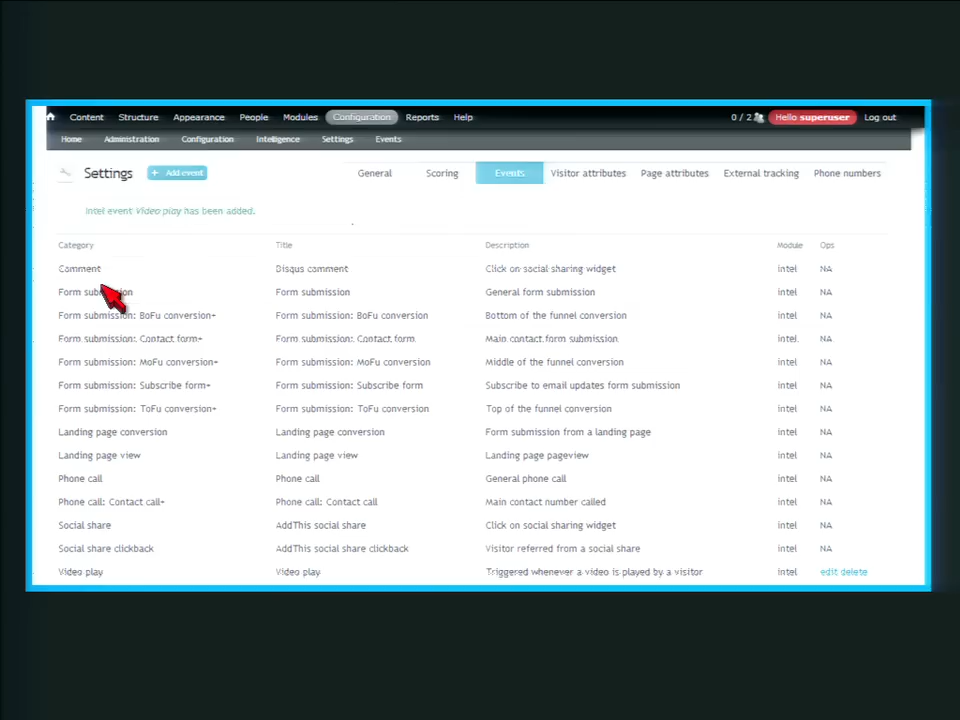 Content Structure Appearance People Modules Configuration Reports Help 0 / 2 Hello superuser Log out
Home Administration Configuration Intelligence Settings Events
Settings + Add event General Scoring Events Visitor attributes Page attributes External tracking Phone numbers
Intel event Video play has been added.
Category Title Description Module Ops
Comment Disqus comment Click on social sharing widget intel NA
Form submission Form submission General form submission intel NA
Form submission: BoFu conversion+ Form submission: BoFu conversion Bottom of the funnel conversion intel NA
Form submission: Contact form+ Form submission: Contact form Main contact form submission intel NA
Form submission: MoFu conversion+ Form submission: MoFu conversion Middle of the funnel conversion intel NA
Form submission: Subscribe form+ Form submission: Subscribe form Subscribe to email updates form submission intel NA
Form submission: ToFu conversion+ Form submission: ToFu conversion Top of the funnel conversion intel NA
Landing page conversion Landing page conversion Form submission from a landing page intel NA
Landing page view Landing page view Landing page pageview intel NA
Phone call Phone call General phone call intel NA
Phone call: Contact call+ Phone call: Contact call Main contact number called intel NA
Social share AddThis social share Click on social sharing widget intel NA
Social share clickback AddThis social share clickback Visitor referred from a social share intel NA
Video play Video play Triggered whenever a video is played by a visitor intel edit delete